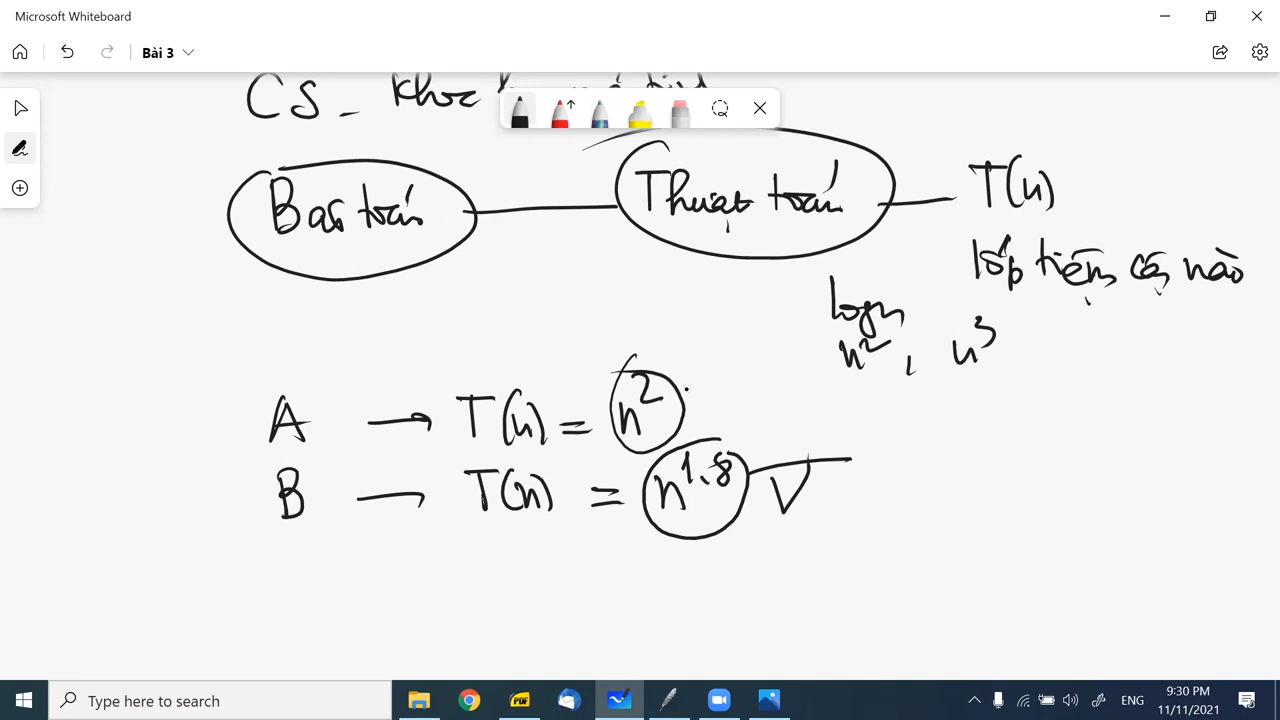 Microsoft Whiteboard
Bài 3
CS - Khoa
Bài toán
Thuật toán
T(n)
lớp tiệm cận nào
logn
n², n³
A → T(n) = n²
B → T(n) = n^1.8 V
Type here to search
ENG
9:30 PM
11/11/2021